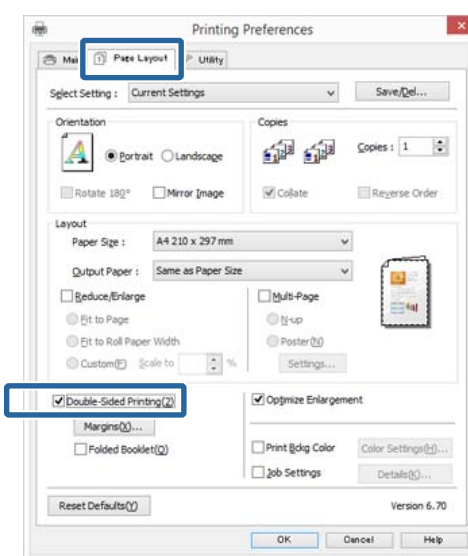 Printing Preferences
Page Layout Utility
Select Setting : Current Settings Save/Del...
Orientation Copies
Portrait Landscape Copies : 1
Rotate 180° Mirror Image Collate Reverse Order
Layout
Paper Size : A4 210 x 297 mm
Output Paper : Same as Paper Size
Reduce/Enlarge Multi-Page
Fit to Page N-up
Fit to Roll Paper Width Poster(N)
Custom(F) Scale to % Settings...
Double-Sided Printing(2) Optimize Enlargement
Margins(X)...
Folded Booklet(O) Print Bckg Color Color Settings(H)...
Job Settings Details(K)...
Reset Defaults(Y) Version 6.70
OK Cancel Help